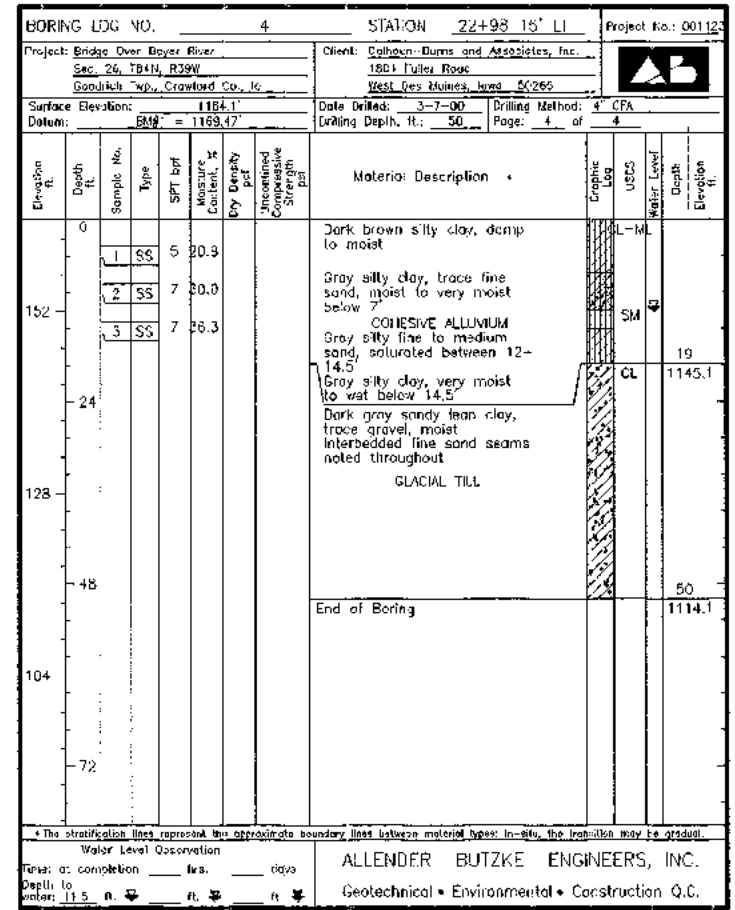 BORING LOG NO. 4 STATION 22+98 15' LT Project No.: 001123
Project: Bridge Over Boyer River
Sec. 26, T84N, R39W
Goodrich Twp., Crawford Co., Ia
Client: Calhoun-Burns and Associates, Inc.
1801 Fuller Road
West Des Moines, Iowa 50265
AB
Surface Elevation: 1164.1'
Datum: BM# = 1169.47'
Date Drilled: 3-7-00 Drilling Method: 4" CFA
Drilling Depth, ft.: 50 Page: 4 of 4
Elevation ft.
Depth ft.
Sample No.
Type
SPT bpf
Moisture Content, %
Dry Density pcf
Unconfined Compressive Strength psf
Material Description
Graphic Log
USCS
Water Level
Depth
Elevation ft.
0
Dark brown silty clay, damp
to moist
CL-ML
1 SS 5 20.9
Gray silty clay, trace fine
sand, moist to very moist
below 7'
2 SS 7
152
COHESIVE ALLUVIUM
SM
3 SS 7
Gray silty fine to medium
sand, saturated between 12-
14.5'
19
Gray silty clay, very moist
to wet below 14.5'
CL
1145.1
24
Dark gray sandy lean clay,
trace gravel, moist
Interbedded fine sand seams
noted throughout
GLACIAL TILL
128
48
50
End of Boring
1114.1
104
72
The stratification lines represent the approximate boundary lines between material types: In-situ, the transition may be gradual.
Water Level Observation
Time: at completion hrs. days
Depth to
water: 11.5 ft. ft. ft.
ALLENDER BUTZKE ENGINEERS, INC.
Geotechnical • Environmental • Construction Q.C.